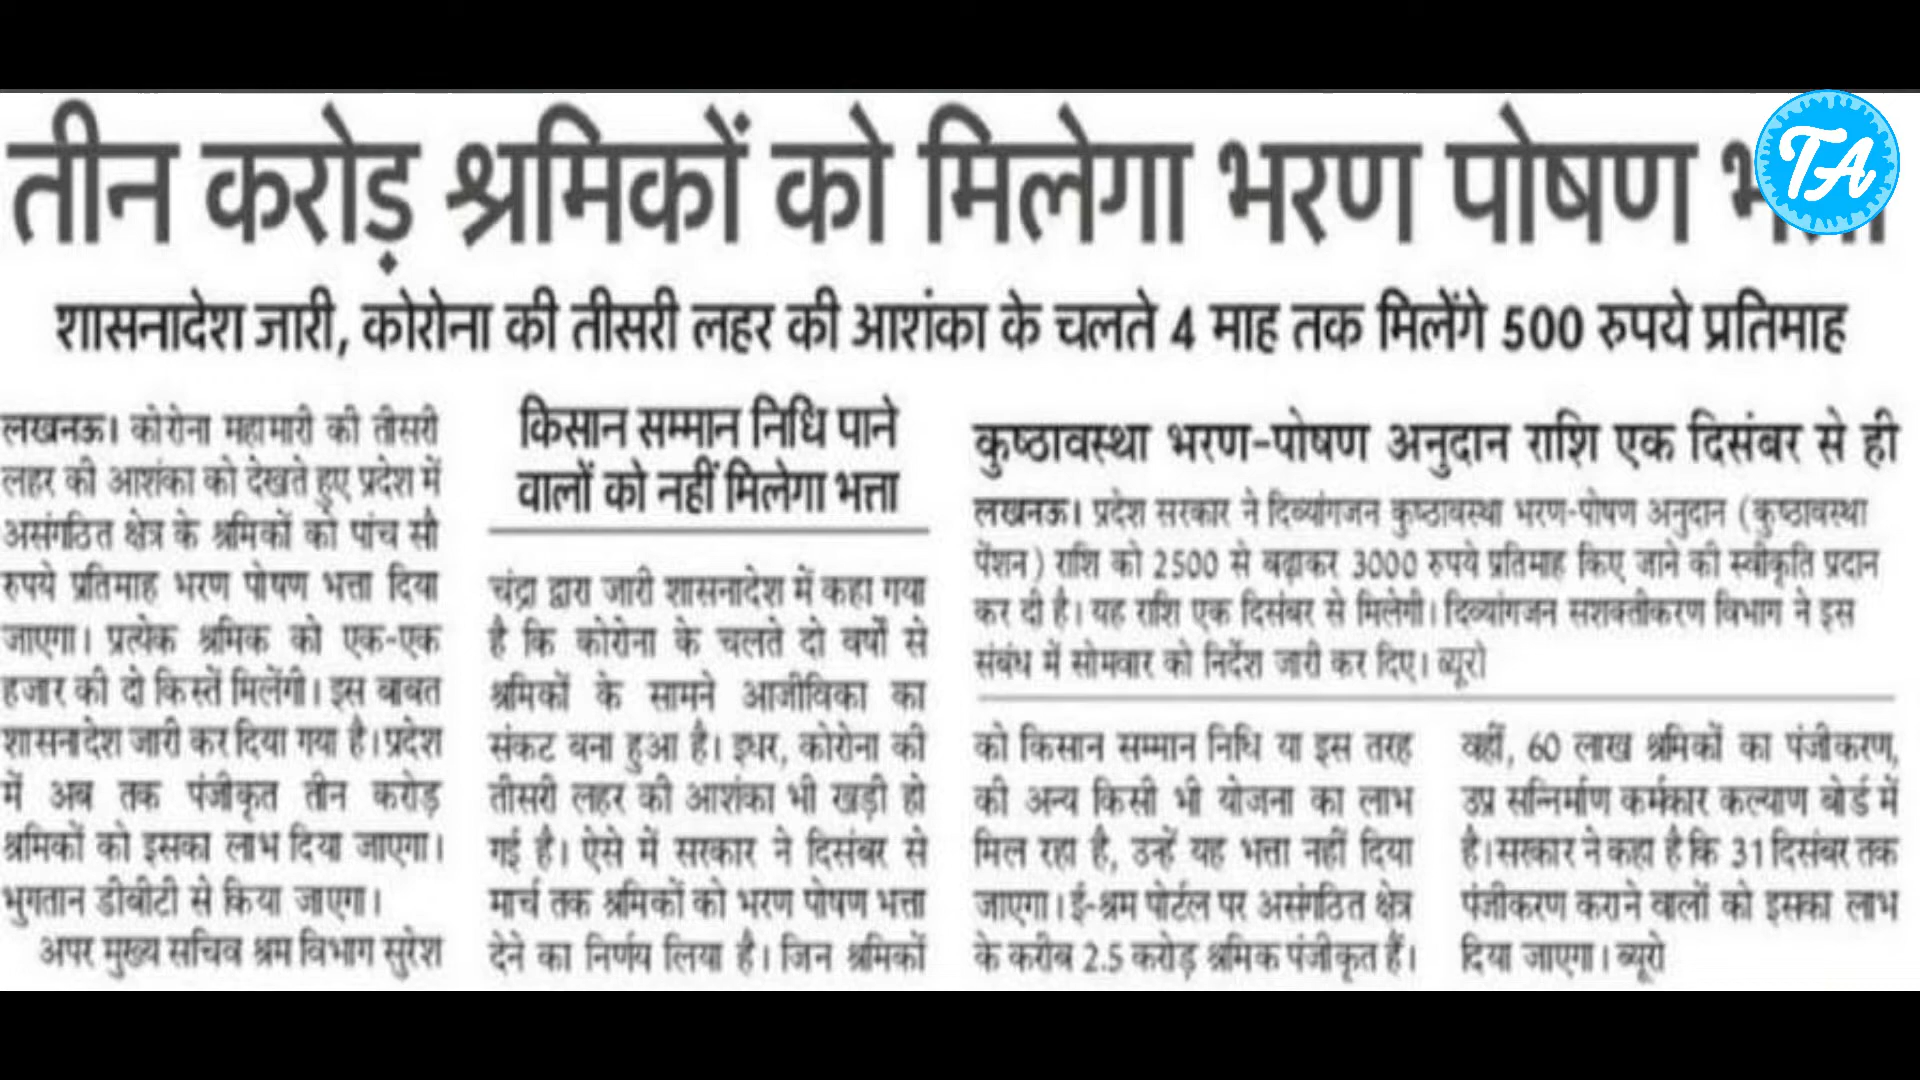 तीन करोड़ श्रमिकों को मिलेगा भरण पोषण
TA
शासनादेश जारी, कोरोना की तीसरी लहर की आशंका के चलते 4 माह तक मिलेंगे 500 रुपये प्रतिमाह
लखनऊ। कोरोना महामारी की तीसरी
लहर की आशंका को देखते हुए प्रदेश में
असंगठित क्षेत्र के श्रमिकों को पांच सौ
रुपये प्रतिमाह भरण पोषण भत्ता दिया
जाएगा। प्रत्येक श्रमिक को एक-एक
हजार की दो किस्तें मिलेंगी। इस बाबत
शासनादेश जारी कर दिया गया है। प्रदेश
में अब तक पंजीकृत तीन करोड़
श्रमिकों को इसका लाभ दिया जाएगा।
भुगतान डीबीटी से किया जाएगा।
अपर मुख्य सचिव श्रम विभाग सुरेश
किसान सम्मान निधि पाने
वालों को नहीं मिलेगा भत्ता
चंद्रा द्वारा जारी शासनादेश में कहा गया
है कि कोरोना के चलते दो वर्षों से
श्रमिकों के सामने आजीविका का
संकट बना हुआ है। इधर, कोरोना की
तीसरी लहर की आशंका भी खड़ी हो
गई है। ऐसे में सरकार ने दिसंबर से
मार्च तक श्रमिकों को भरण पोषण भत्ता
देने का निर्णय लिया है। जिन श्रमिकों
को किसान सम्मान निधि या इस तरह
की अन्य किसी भी योजना का लाभ
मिल रहा है, उन्हें यह भत्ता नहीं दिया
जाएगा। ई-श्रम पोर्टल पर असंगठित क्षेत्र
के करीब 2.5 करोड़ श्रमिक पंजीकृत हैं।
वहीं, 60 लाख श्रमिकों का पंजीकरण,
उप्र सन्निर्माण कर्मकार कल्याण बोर्ड में
है। सरकार ने कहा है कि 31 दिसंबर तक
पंजीकरण कराने वालों को इसका लाभ
दिया जाएगा। ब्यूरो
कुष्ठावस्था भरण-पोषण अनुदान राशि एक दिसंबर से ही
लखनऊ। प्रदेश सरकार ने दिव्यांगजन कुष्ठावस्था भरण-पोषण अनुदान (कुष्ठावस्था
पेंशन) राशि को 2500 से बढ़ाकर 3000 रुपये प्रतिमाह किए जाने की स्वीकृति प्रदान
कर दी है। यह राशि एक दिसंबर से मिलेगी। दिव्यांगजन सशक्तीकरण विभाग ने इस
संबंध में सोमवार को निर्देश जारी कर दिए। ब्यूरो